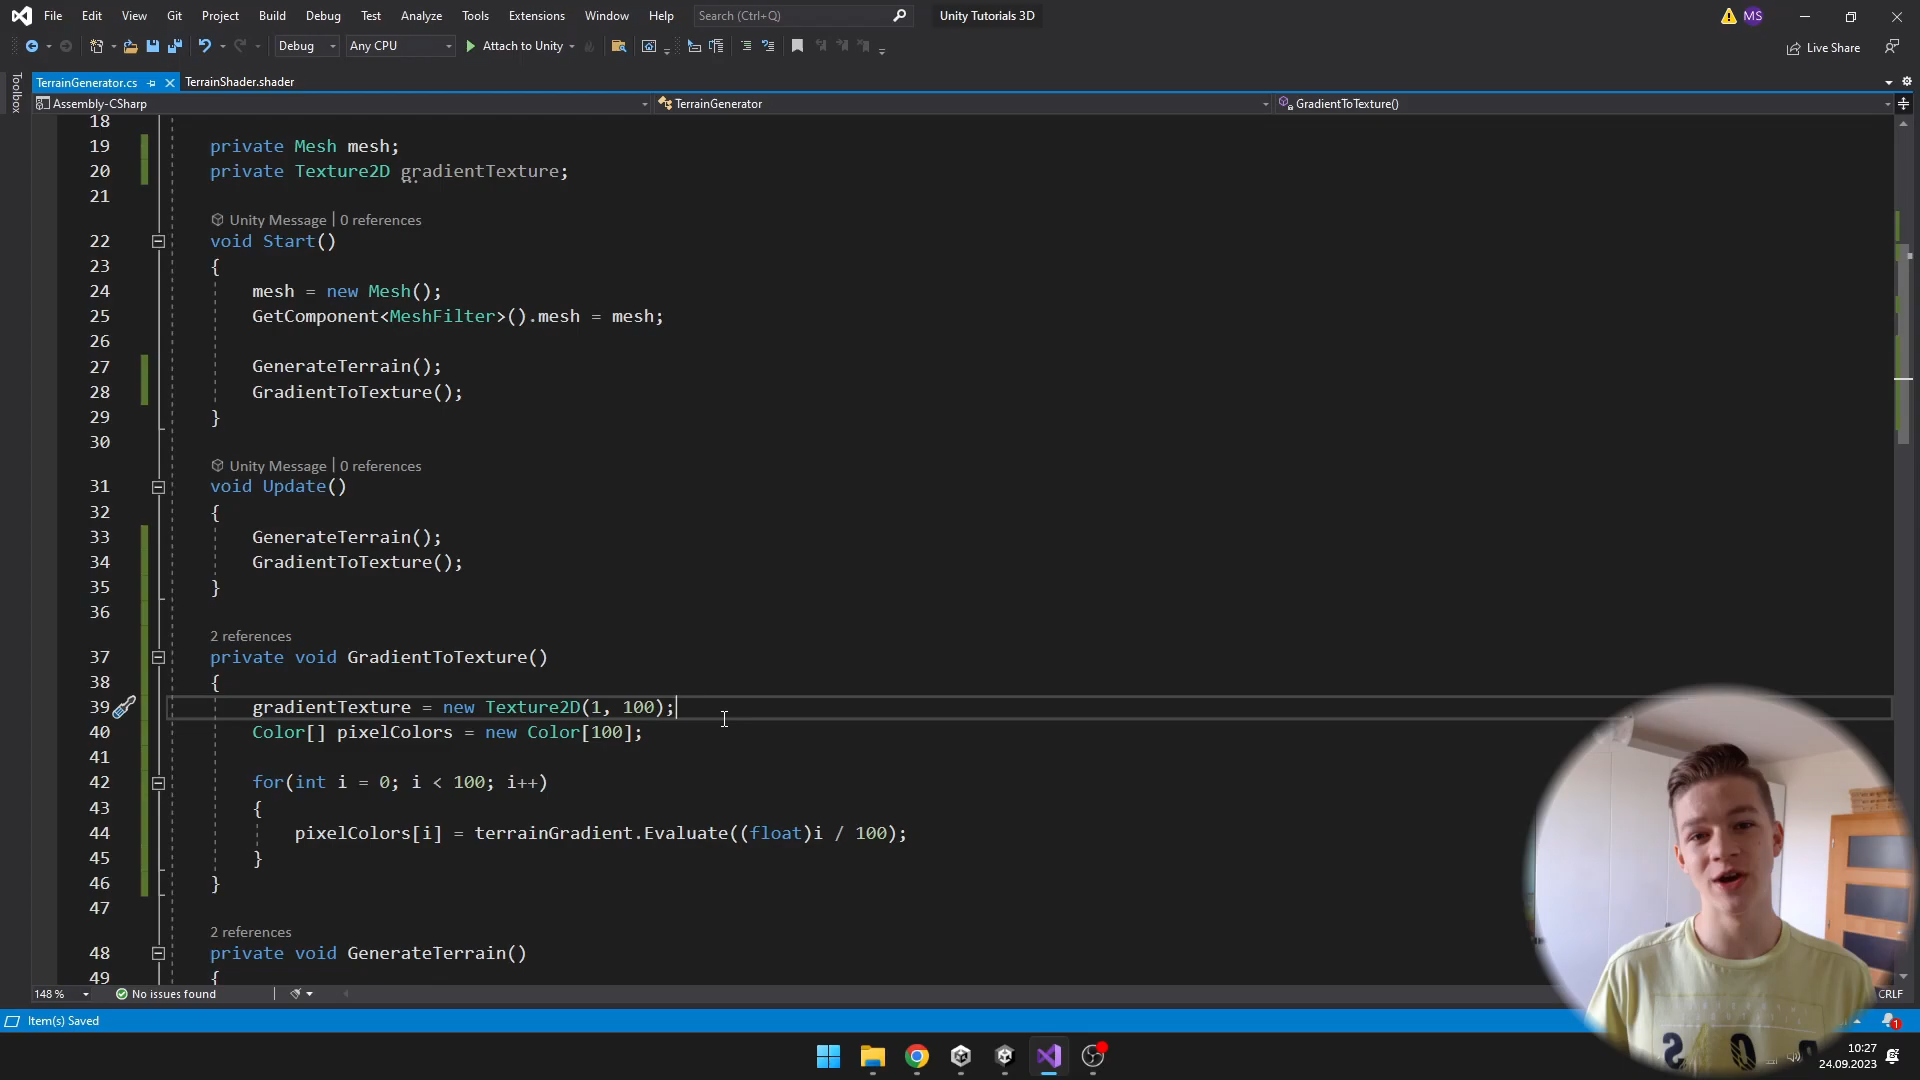 File Edit View Git Project Build Debug Test Analyze Tools Extensions Window Help Search (Ctrl+Q) Unity Tutorials 3D MS
Debug Any CPU Attach to Unity Live Share
Toolbox
TerrainGenerator.cs TerrainShader.shader
Assembly-CSharp TerrainGenerator GradientToTexture()
18
19 private Mesh mesh;
20 private Texture2D gradientTexture;
21
Unity Message | 0 references
22 void Start()
23 {
24 mesh = new Mesh();
25 GetComponent<MeshFilter>().mesh = mesh;
26
27 GenerateTerrain();
28 GradientToTexture();
29 }
30
Unity Message | 0 references
31 void Update()
32 {
33 GenerateTerrain();
34 GradientToTexture();
35 }
36
2 references
37 private void GradientToTexture()
38 {
39 gradientTexture = new Texture2D(1, 100);
40 Color[] pixelColors = new Color[100];
41
42 for(int i = 0; i < 100; i++)
43 {
44 pixelColors[i] = terrainGradient.Evaluate((float)i / 100);
45 }
46 }
47
2 references
48 private void GenerateTerrain()
49 {
148 % No issues found CRLF
Item(s) Saved 1
10:27
24.09.2023